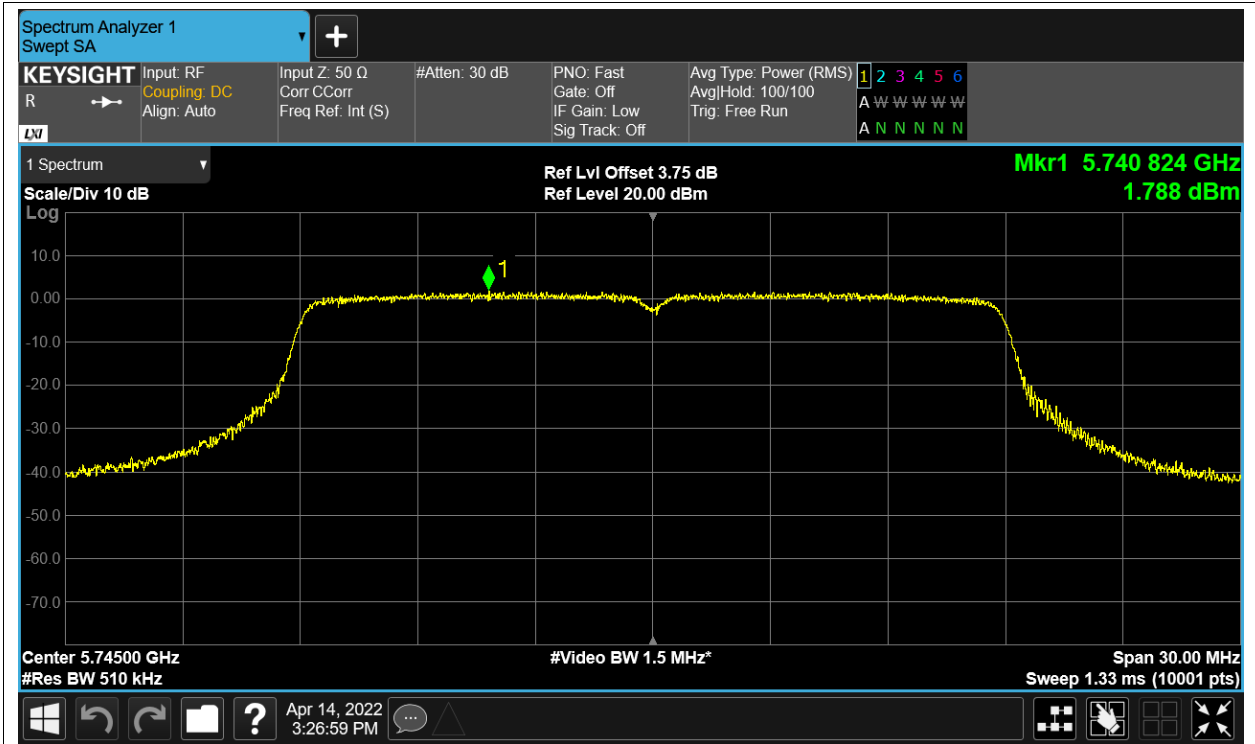 Spectrum Analyzer 1
Swept SA
KEYSIGHT
R
LXI
Input: RF
Coupling: DC
Align: Auto
Input Z: 50 Ω
Corr CCorr
Freq Ref: Int (S)
#Atten: 30 dB
PNO: Fast
Gate: Off
IF Gain: Low
Sig Track: Off
Avg Type: Power (RMS)
Avg|Hold: 100/100
Trig: Free Run
1 2 3 4 5 6
A W W W W W
A N N N N N
1 Spectrum
Scale/Div 10 dB
Log
Ref Lvl Offset 3.75 dB
Ref Level 20.00 dBm
Mkr1 5.740 824 GHz
1.788 dBm
10.0
1
0.00
-10.0
-20.0
-30.0
-40.0
-50.0
-60.0
-70.0
Center 5.74500 GHz
#Res BW 510 kHz
#Video BW 1.5 MHz*
Span 30.00 MHz
Sweep 1.33 ms (10001 pts)
?
Apr 14, 2022
3:26:59 PM